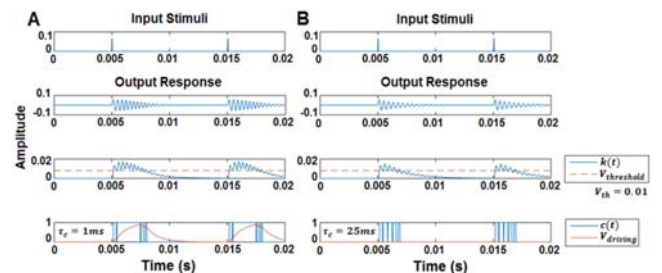 A
Input Stimuli
0.1
0
0 0.005 0.01 0.015 0.02
Output Response
0.1
-0.1
0 0.005 0.01 0.015 0.02
0.02
0
0 0.005 0.01 0.015 0.02
1
0
τc = 1ms
0 0.005 0.01 0.015 0.02
Time (s)
Amplitude
B
Input Stimuli
0.1
0
0 0.005 0.01 0.015 0.02
Output Response
0.1
-0.1
0 0.005 0.01 0.015 0.02
0.02
0
0 0.005 0.01 0.015 0.02
k(t)
Vthreshold
Vth = 0.01
1
0
τc = 25ms
0 0.005 0.01 0.015 0.02
Time (s)
c(t)
Vdriving